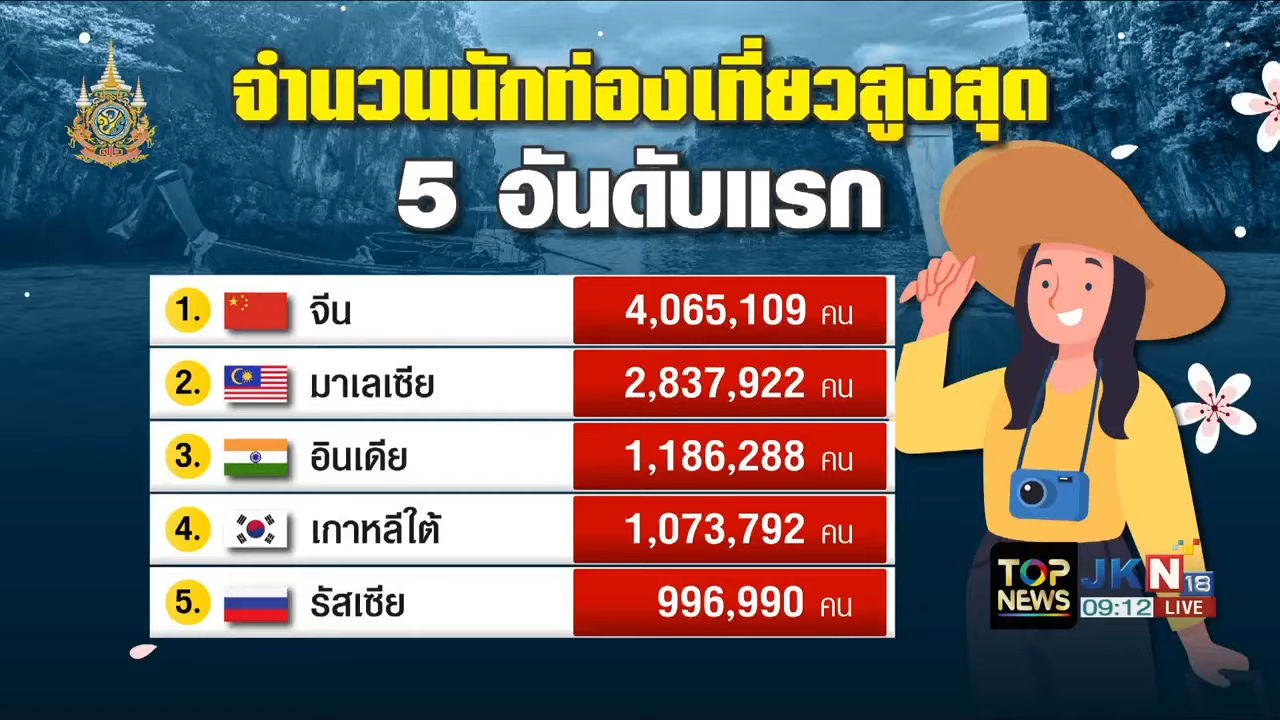 จำนวนนักท่องเที่ยวสูงสุด
5 อันดับแรก
1. จีน 4,065,109 คน
2. มาเลเซีย 2,837,922 คน
3. อินเดีย 1,186,288 คน
4. เกาหลีใต้ 1,073,792 คน
5. รัสเซีย 996,990 คน
TOP NEWS
JKN18
09:12 LIVE